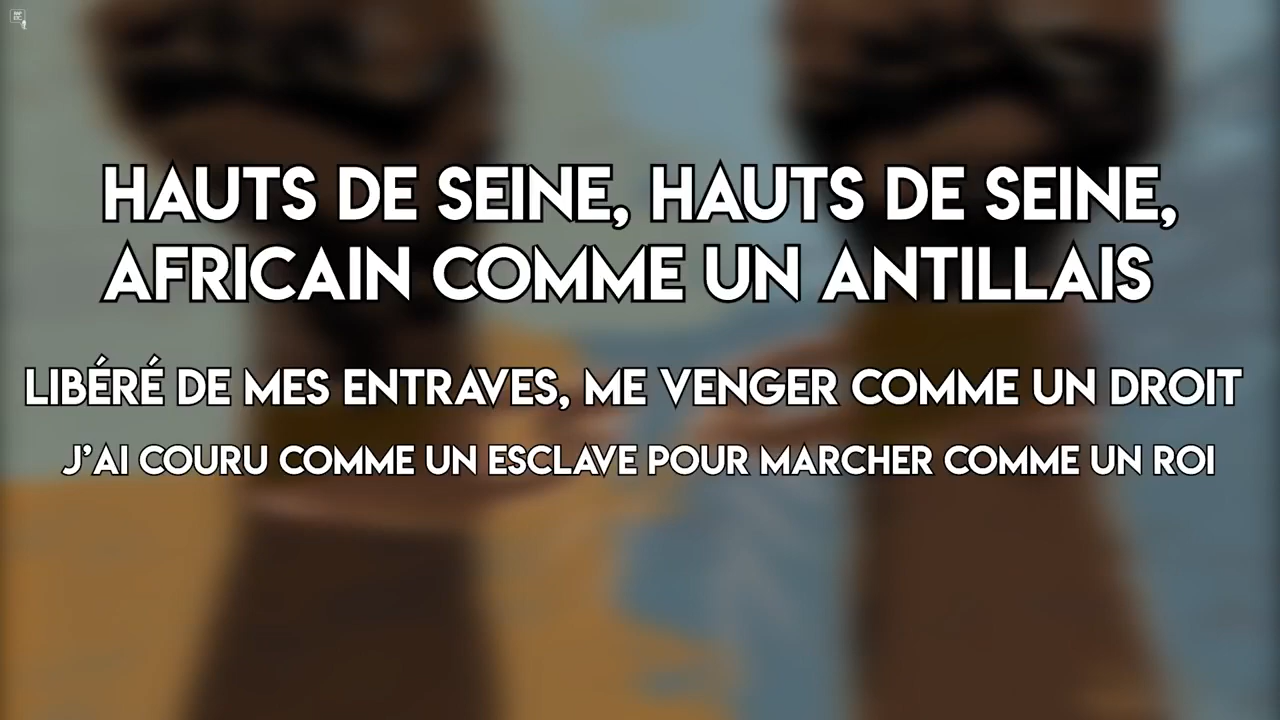 HAUTS DE SEINE, HAUTS DE SEINE,
AFRICAIN COMME UN ANTILLAIS
LIBÉRÉ DE MES ENTRAVES, ME VENGER COMME UN DROIT
J'AI COURU COMME UN ESCLAVE POUR MARCHER COMME UN ROI